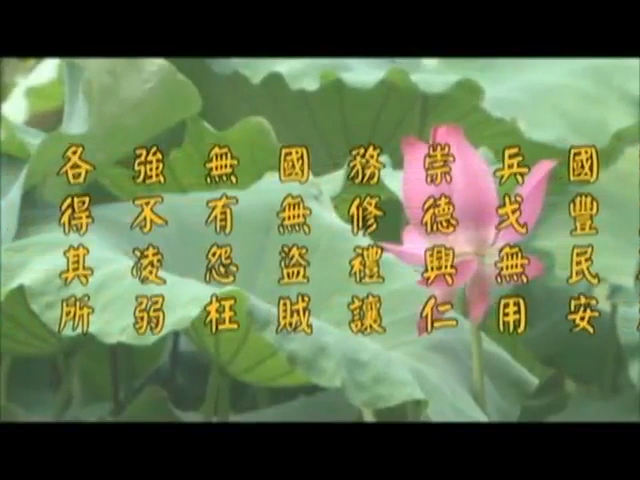 國豐民安
兵戈無用
崇德興仁
務修禮讓
國無盜賊
無有怨枉
強不凌弱
各得其所